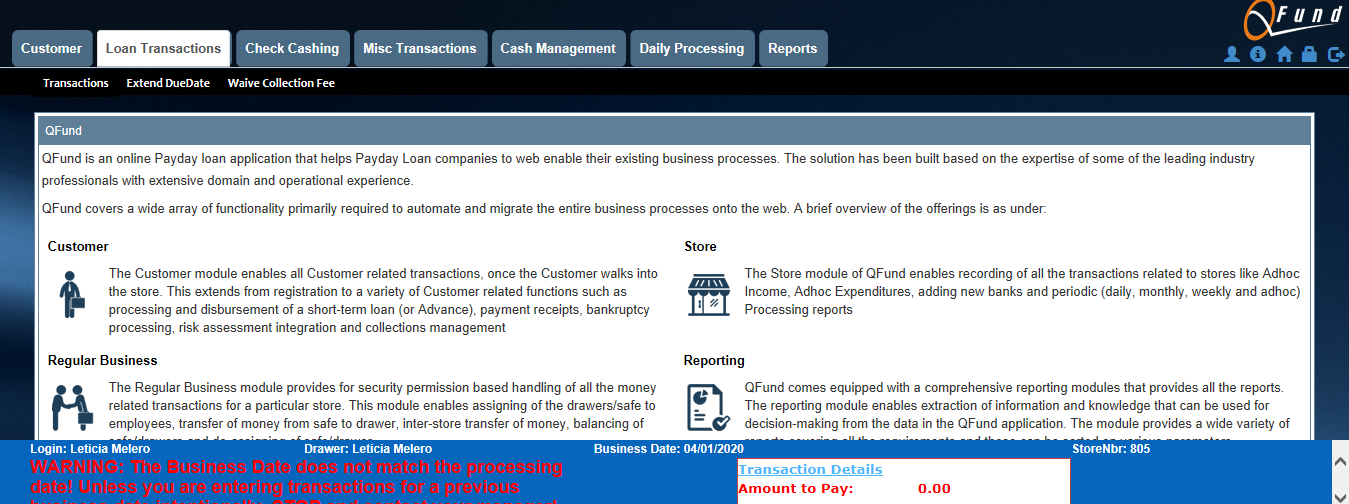 QFund
Customer
Loan Transactions
Check Cashing
Misc Transactions
Cash Management
Daily Processing
Reports
Transactions
Extend DueDate
Waive Collection Fee
QFund
QFund is an online Payday loan application that helps Payday Loan companies to web enable their existing business processes. The solution has been built based on the expertise of some of the leading industry
professionals with extensive domain and operational experience.
QFund covers a wide array of functionality primarily required to automate and migrate the entire business processes onto the web. A brief overview of the offerings is as under:
Customer
The Customer module enables all Customer related transactions, once the Customer walks into
the store. This extends from registration to a variety of Customer related functions such as
processing and disbursement of a short-term loan (or Advance), payment receipts, bankruptcy
processing, risk assessment integration and collections management
Store
The Store module of QFund enables recording of all the transactions related to stores like Adhoc
Income, Adhoc Expenditures, adding new banks and periodic (daily, monthly, weekly and adhoc)
Processing reports
Regular Business
The Regular Business module provides for security permission based handling of all the money
related transactions for a particular store. This module enables assigning of the drawers/safe to
employees, transfer of money from safe to drawer, inter-store transfer of money, balancing of
Reporting
QFund comes equipped with a comprehensive reporting modules that provides all the reports.
The reporting module enables extraction of information and knowledge that can be used for
decision-making from the data in the QFund application. The module provides a wide variety of
Login: Leticia Melero
Drawer: Leticia Melero
Business Date: 04/01/2020
StoreNbr: 805
WARNING: The Business Date does not match the processing
date! Unless you are entering transactions for a previous
Transaction Details
Amount to Pay: 0.00